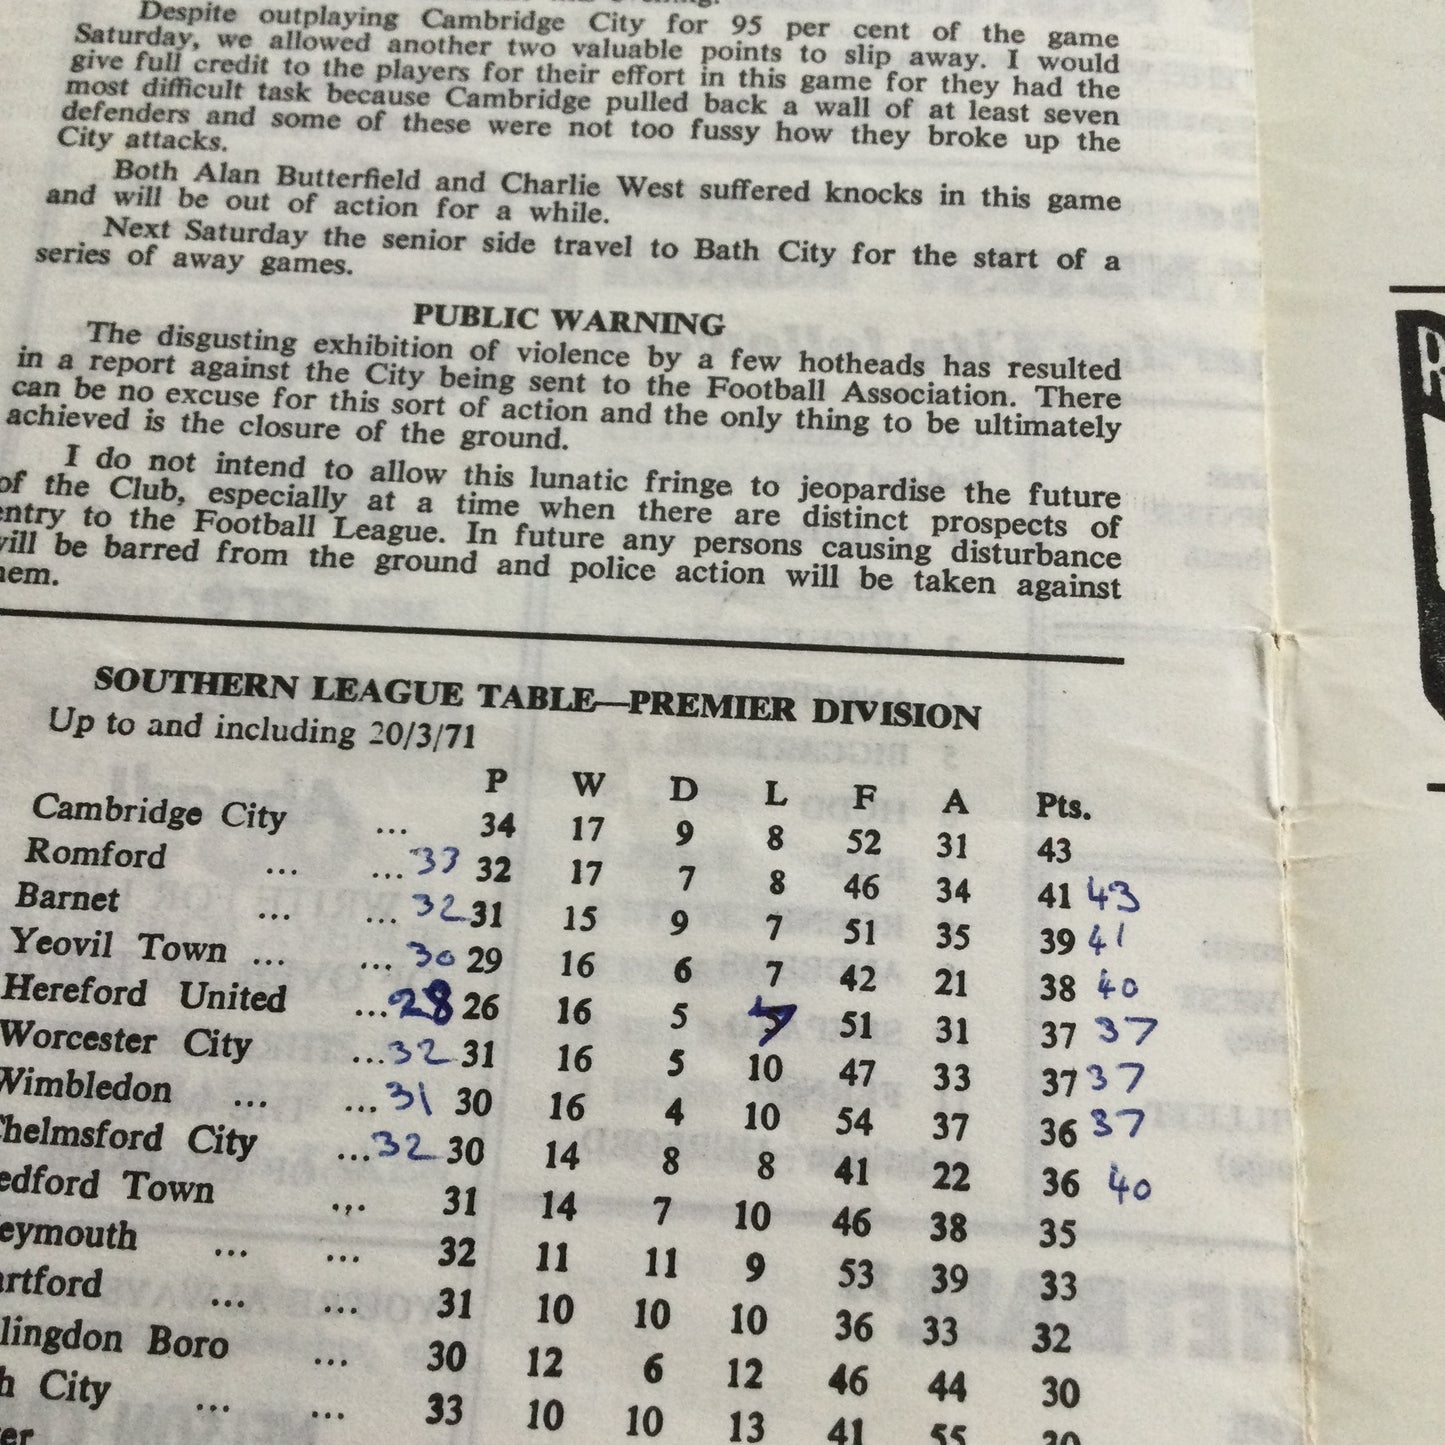 Despite outplaying Cambridge City for 95 per cent of the game
Saturday, we allowed another two valuable points to slip away. I would
give full credit to the players for their effort in this game for they had the
most difficult task because Cambridge pulled back a wall of at least seven
defenders and some of these were not too fussy how they broke up the
City attacks.
Both Alan Butterfield and Charlie West suffered knocks in this game
and will be out of action for a while.
Next Saturday the senior side travel to Bath City for the start of a
series of away games.
PUBLIC WARNING
The disgusting exhibition of violence by a few hotheads has resulted
in a report against the City being sent to the Football Association. There
can be no excuse for this sort of action and the only thing to be ultimately
achieved is the closure of the ground.
I do not intend to allow this lunatic fringe to jeopardise the future
of the Club, especially at a time when there are distinct prospects of
entry to the Football League. In future any persons causing disturbance
will be barred from the ground and police action will be taken against
hem.
SOUTHERN LEAGUE TABLE—PREMIER DIVISION
Up to and including 20/3/71
P W D L F A Pts.
Cambridge City ... 34 17 9 8 52 31 43
Romford ... ... 33 32 17 7 8 46 34 41 43
Barnet ... ... 32 31 15 9 7 51 35 39 41
Yeovil Town ... ... 30 29 16 6 7 42 21 38 40
Hereford United ... 28 26 16 5 7 51 31 37 37
Worcester City ... 32 31 16 5 10 47 33 37 37
Wimbledon ... ... 31 30 16 4 10 54 37 36 37
Chelmsford City ... 32 30 14 8 8 41 22 36 40
edford Town ... 31 14 7 10 46 38 35
eymouth ... ... 32 11 11 9 53 39 33
artford ... ... 31 10 10 10 36 33 32
lingdon Boro ... 30 12 6 12 46 44 30
h City ... ... 33 10 10 13 41 55 30
er